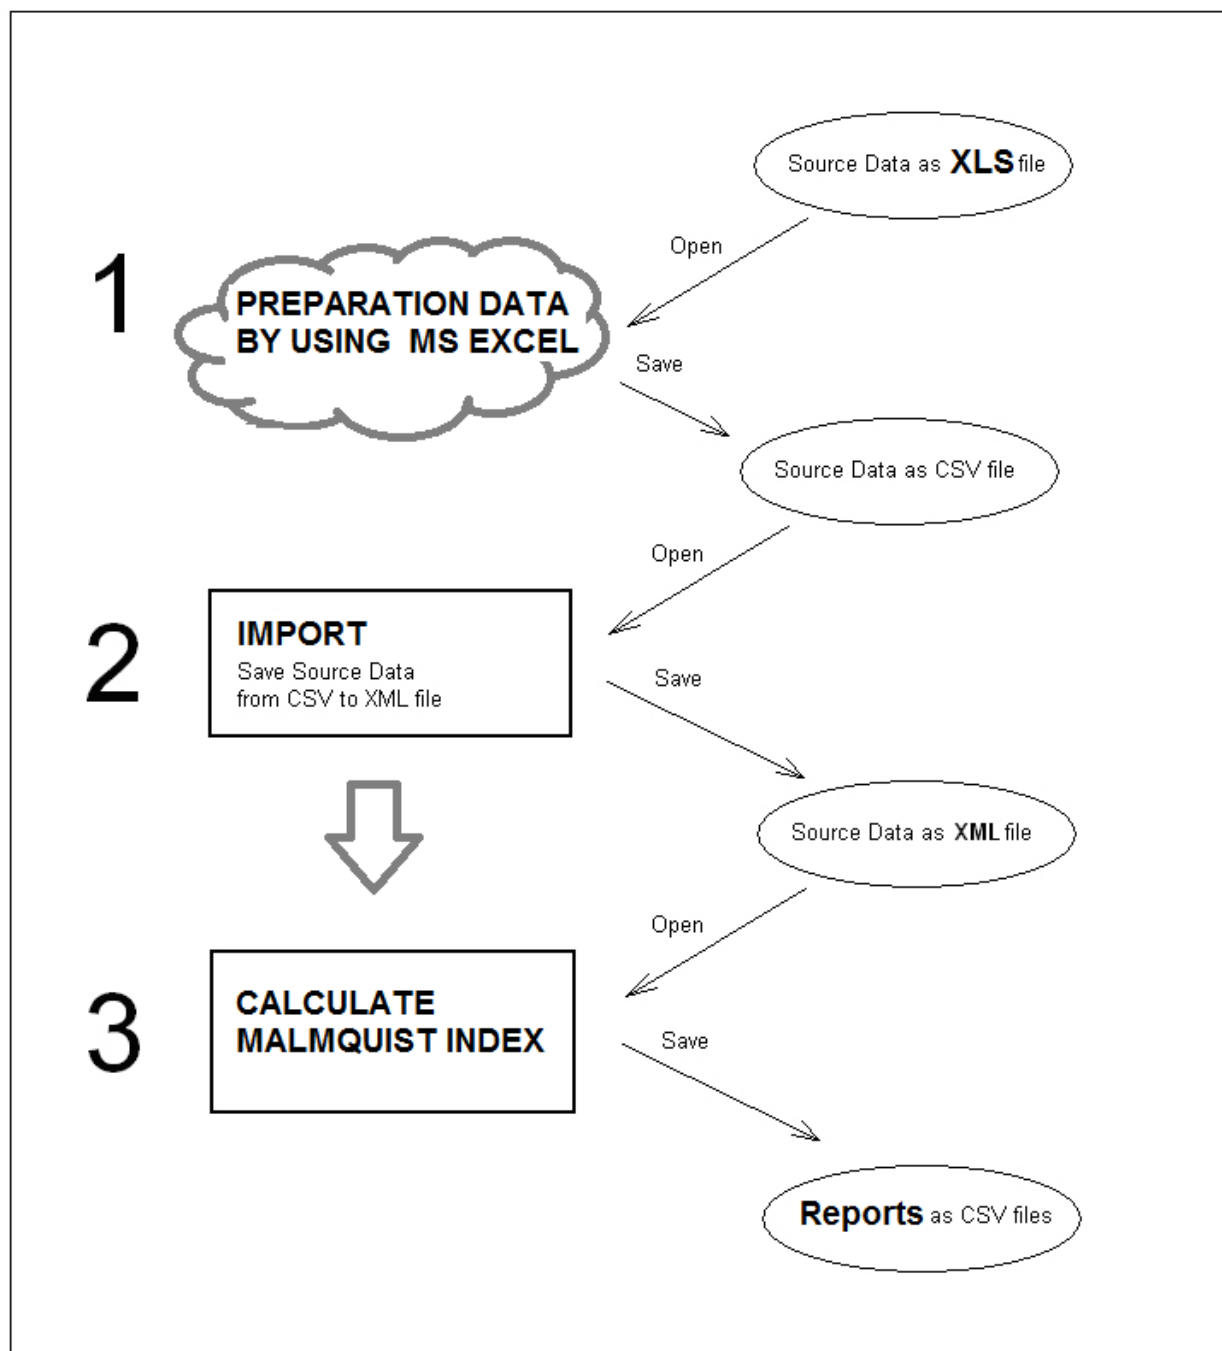 Source Data as XLS file
Open
1
PREPARATION DATA
BY USING MS EXCEL
Save
Source Data as CSV file
Open
2
IMPORT
Save Source Data
from CSV to XML file
Save
Source Data as XML file
Open
3
CALCULATE
MALMQUIST INDEX
Save
Reports as CSV files